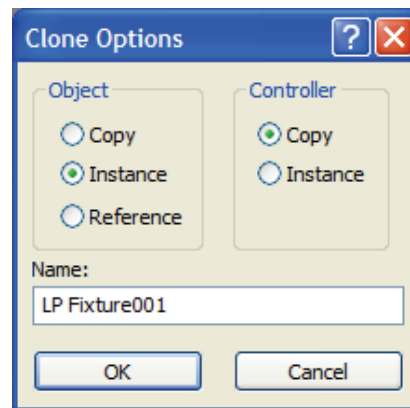 Clone Options
Object
Controller
Copy
Copy
Instance
Instance
Reference
Name:
LP Fixture001
OK
Cancel